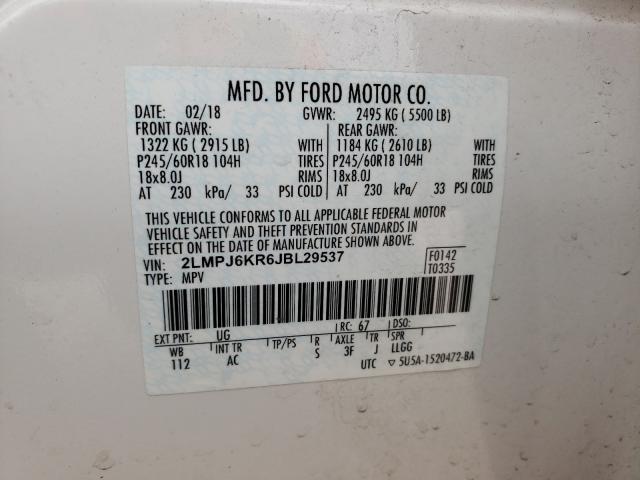 MFD. BY FORD MOTOR CO.
DATE: 02/18 GVWR: 2495 KG ( 5500 LB)
FRONT GAWR: REAR GAWR:
1322 KG ( 2915 LB) WITH 1184 KG ( 2610 LB) WITH
P245/60R18 104H TIRES P245/60R18 104H TIRES
18x8.0J RIMS 18x8.0J RIMS
AT 230 kPa/ 33 PSI COLD AT 230 kPa/ 33 PSI COLD
THIS VEHICLE CONFORMS TO ALL APPLICABLE FEDERAL MOTOR
VEHICLE SAFETY AND THEFT PREVENTION STANDARDS IN
EFFECT ON THE DATE OF MANUFACTURE SHOWN ABOVE.
VIN: 2LMPJ6KR6JBL29537 F0142
TYPE: MPV T0335
EXT PNT: UG RC: 67 DSO:
WB INT TR TP/PS R AXLE TR SPR
112 AC S 3F J LLGG
UTC ▽ 5U5A-1520472-BA